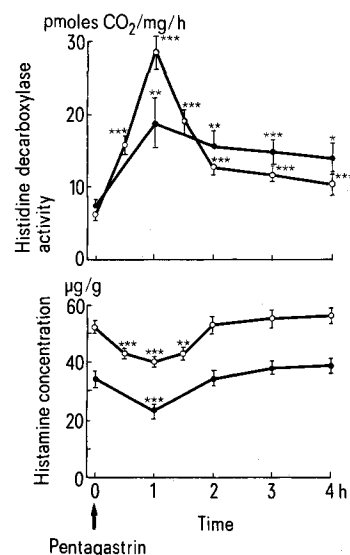 pmoles CO₂/mg/h
30
20
10
0
Histidine decarboxylase
activity
***
***
***
**
**
***
***
***
*
***
µg/g
60
40
20
0
Histamine concentration
***
***
**
***
0 1 2 3 4 h
Time
Pentagastrin